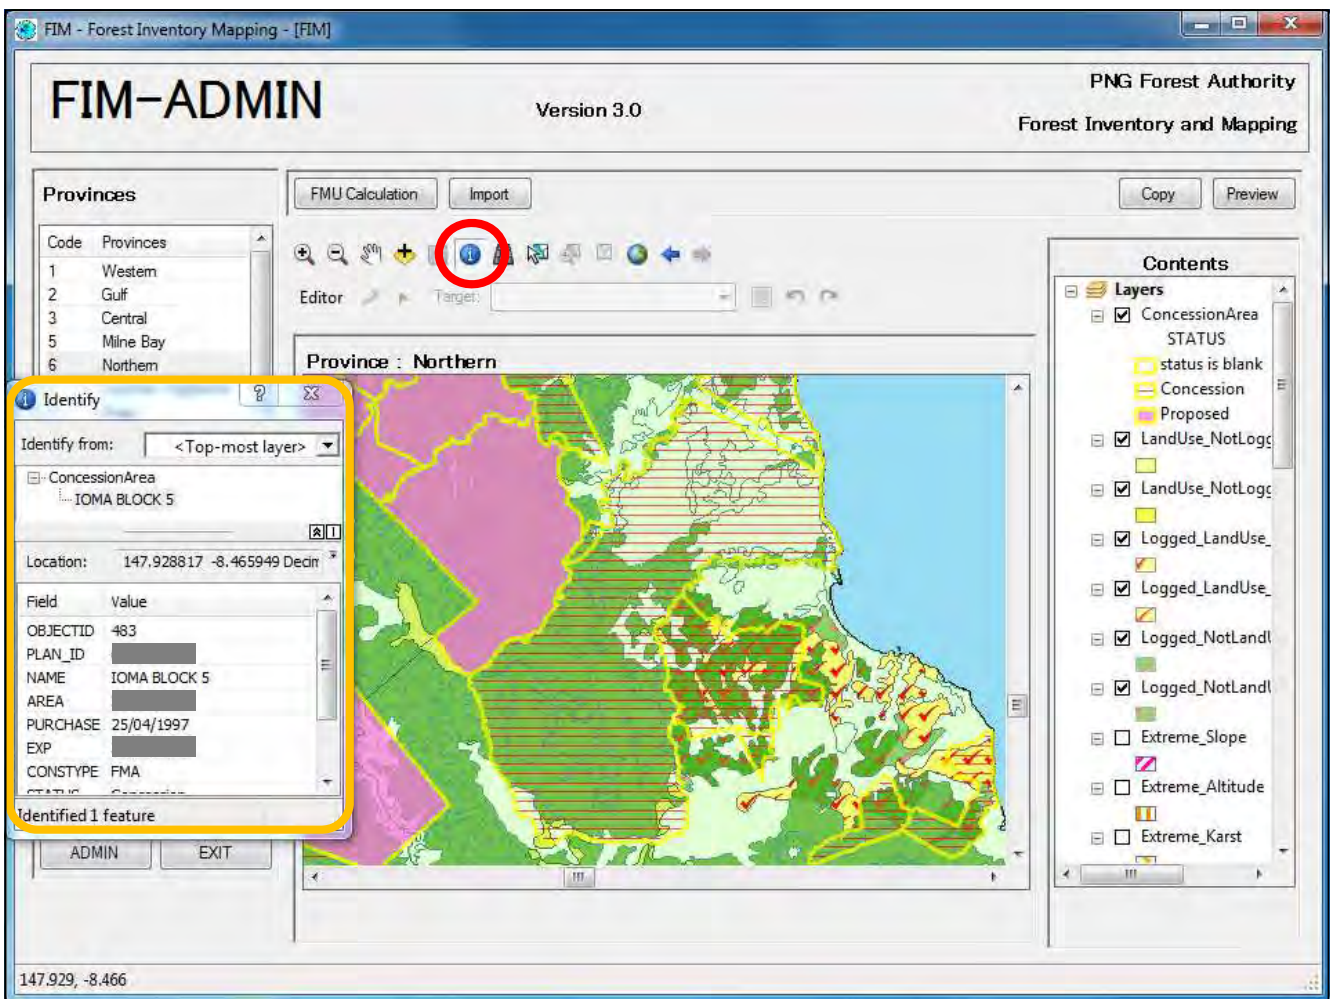 FIM - Forest Inventory Mapping - [FIM]
FIM-ADMIN
Version 3.0
PNG Forest Authority
Forest Inventory and Mapping
Provinces
Code Provinces
1 Western
2 Gulf
3 Central
5 Milne Bay
6 Northern
FMU Calculation Import
Copy Preview
Editor Target:
Province : Northern
Contents
Layers
ConcessionArea
STATUS
status is blank
Concession
Proposed
LandUse_NotLogg
LandUse_NotLogg
Logged_LandUse_
Logged_LandUse_
Logged_NotLandU
Logged_NotLandU
Extreme_Slope
Extreme_Altitude
Extreme_Karst
Identify
Identify from: <Top-most layer>
ConcessionArea
IOMA BLOCK 5
Location: 147.928817 -8.465949 Decim
Field Value
OBJECTID 483
PLAN_ID
NAME IOMA BLOCK 5
AREA
PURCHASE 25/04/1997
EXP
CONSTYPE FMA
STATUS Concession
Identified 1 feature
ADMIN EXIT
147.929, -8.466